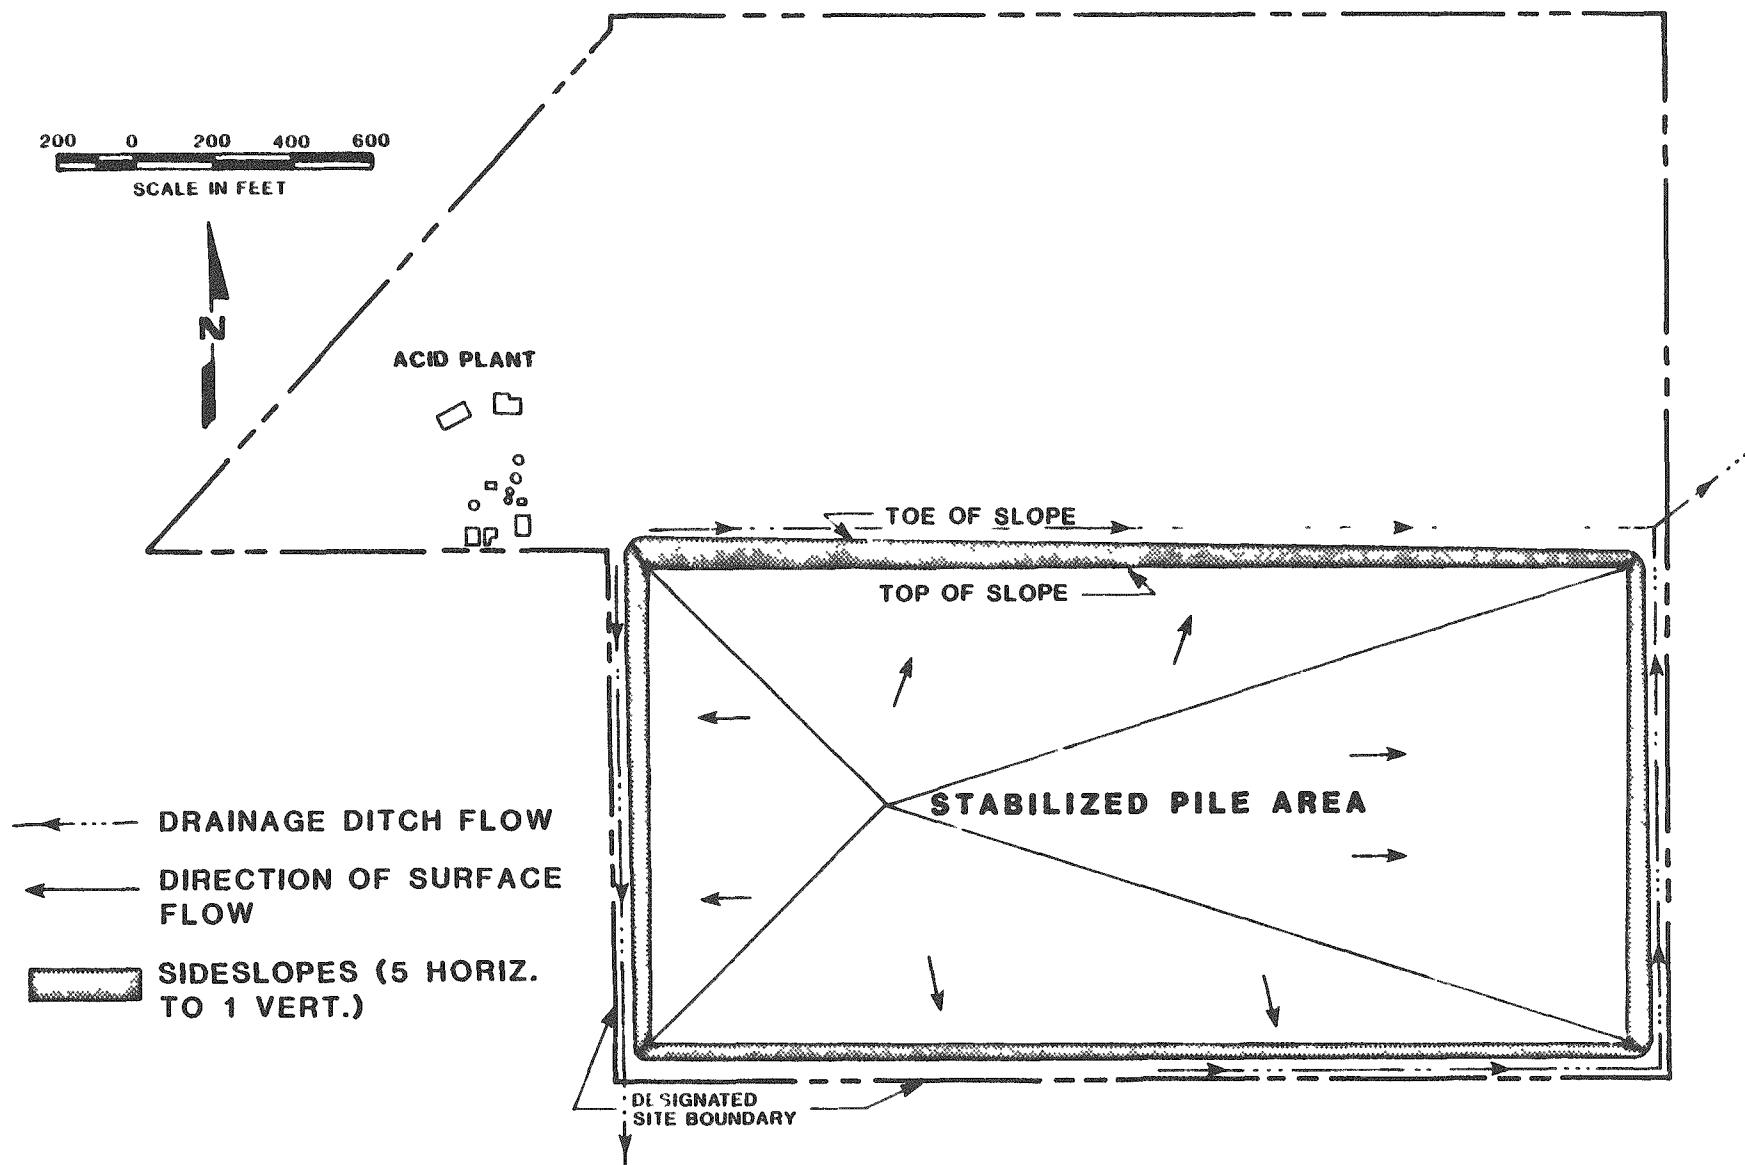 200 0 200 400 600
SCALE IN FEET
N
ACID PLANT
TOE OF SLOPE
TOP OF SLOPE
STABILIZED PILE AREA
DRAINAGE DITCH FLOW
DIRECTION OF SURFACE
FLOW
SIDESLOPES (5 HORIZ.
TO 1 VERT.)
DESIGNATED
SITE BOUNDARY